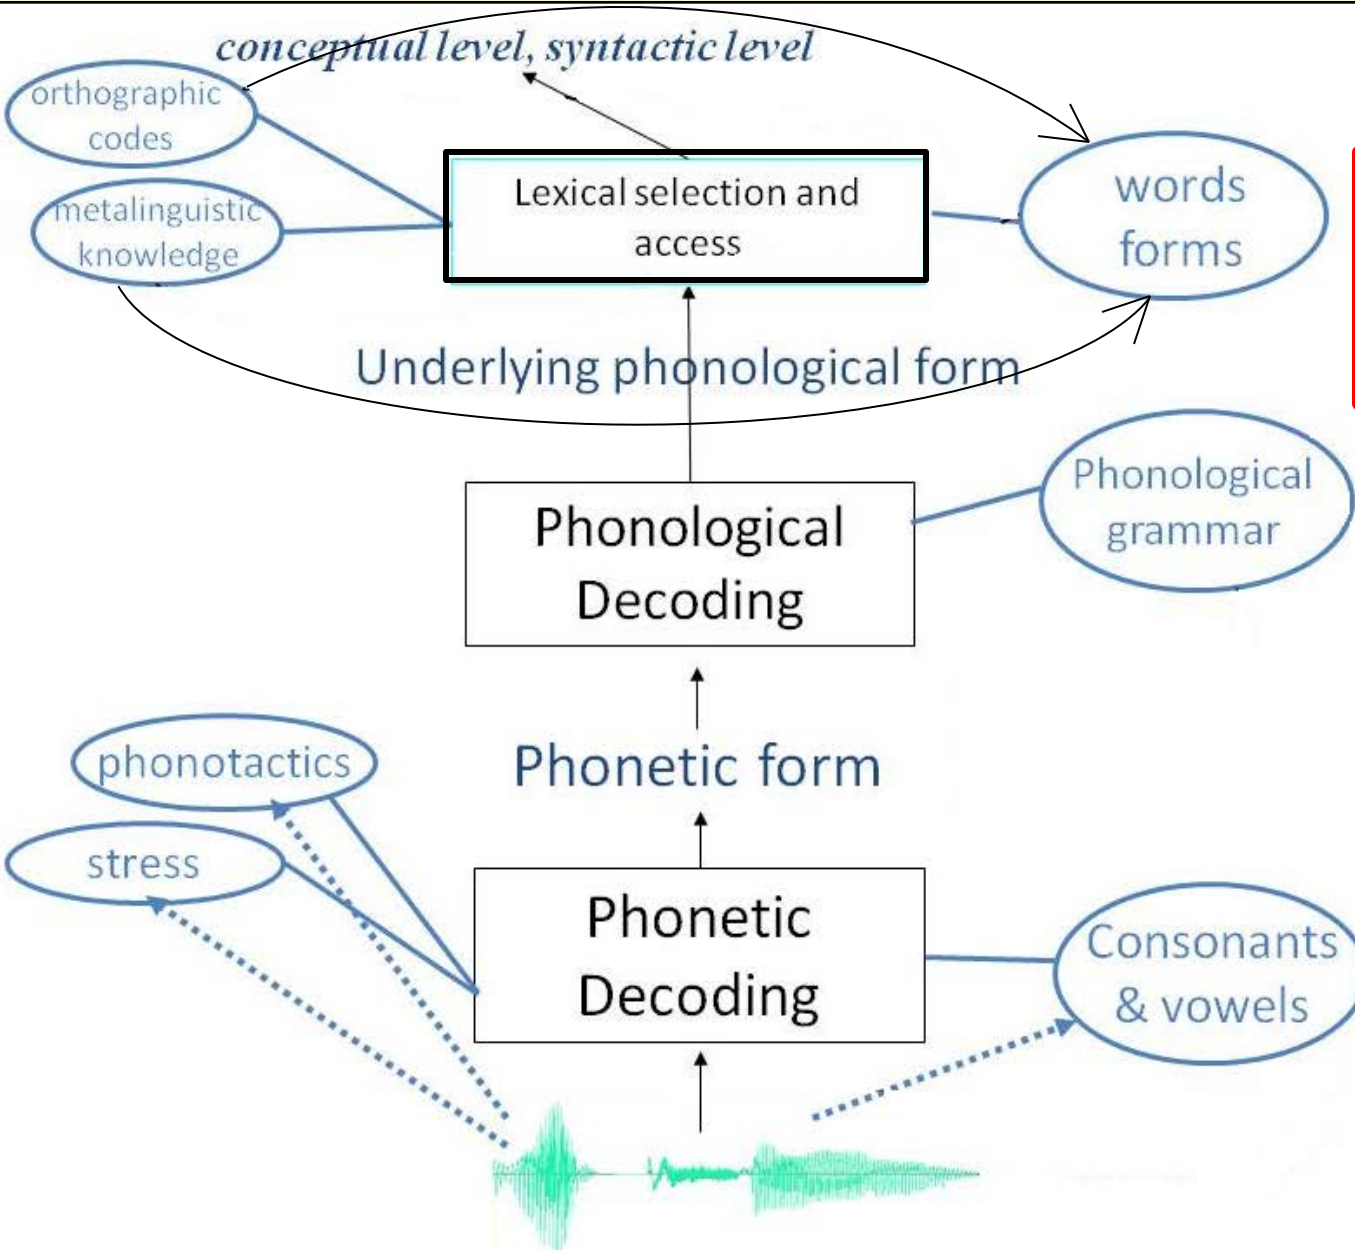 conceptual level, syntactic level
orthographic
codes
metalinguistic
knowledge
Lexical selection and
access
words
forms
Underlying phonological form
Phonological
Decoding
Phonological
grammar
phonotactics
Phonetic form
stress
Phonetic
Decoding
Consonants
& vowels